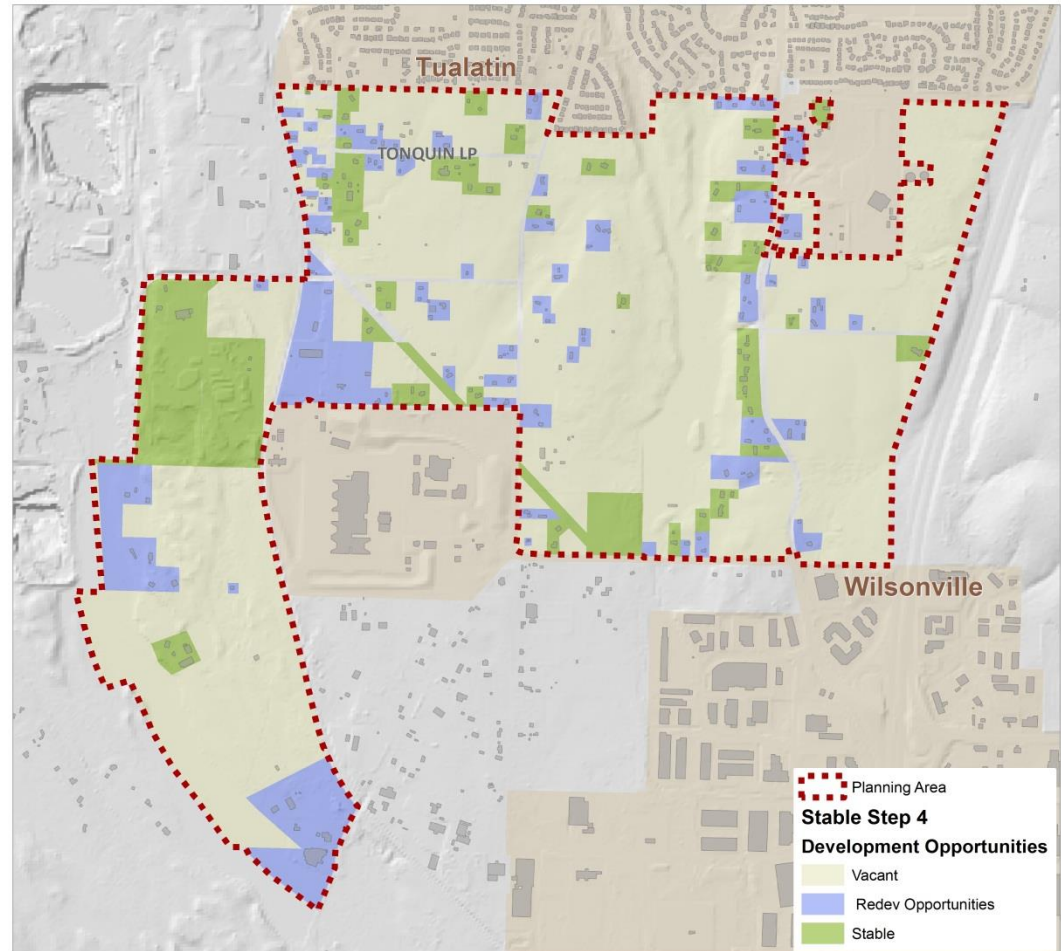 Tualatin
TONQUIN LP
Wilsonville
Planning Area
Stable Step 4
Development Opportunities
Vacant
Redev Opportunities
Stable